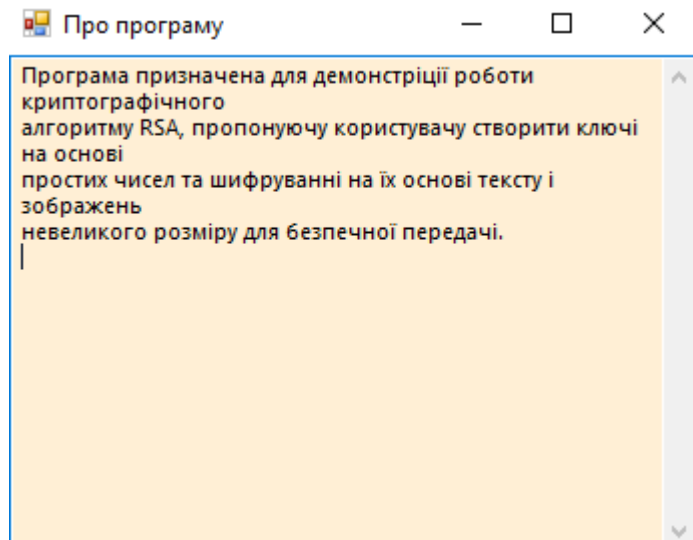 Про програму
Програма призначена для демонстріції роботи
криптографічного
алгоритму RSA, пропонуючу користувачу створити ключі
на основі
простих чисел та шифруванні на їх основі тексту і
зображень
невеликого розміру для безпечної передачі.